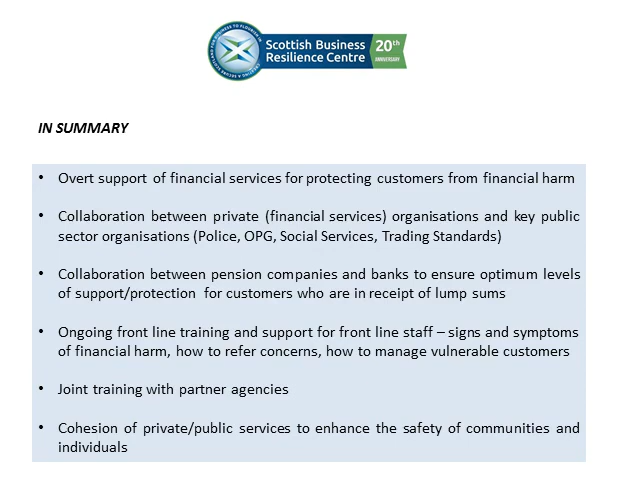 Scottish Business
Resilience Centre
20th
ANNIVERSARY
IN SUMMARY
• Overt support of financial services for protecting customers from financial harm
• Collaboration between private (financial services) organisations and key public
sector organisations (Police, OPG, Social Services, Trading Standards)
• Collaboration between pension companies and banks to ensure optimum levels
of support/protection for customers who are in receipt of lump sums
• Ongoing front line training and support for front line staff – signs and symptoms
of financial harm, how to refer concerns, how to manage vulnerable customers
• Joint training with partner agencies
• Cohesion of private/public services to enhance the safety of communities and
individuals